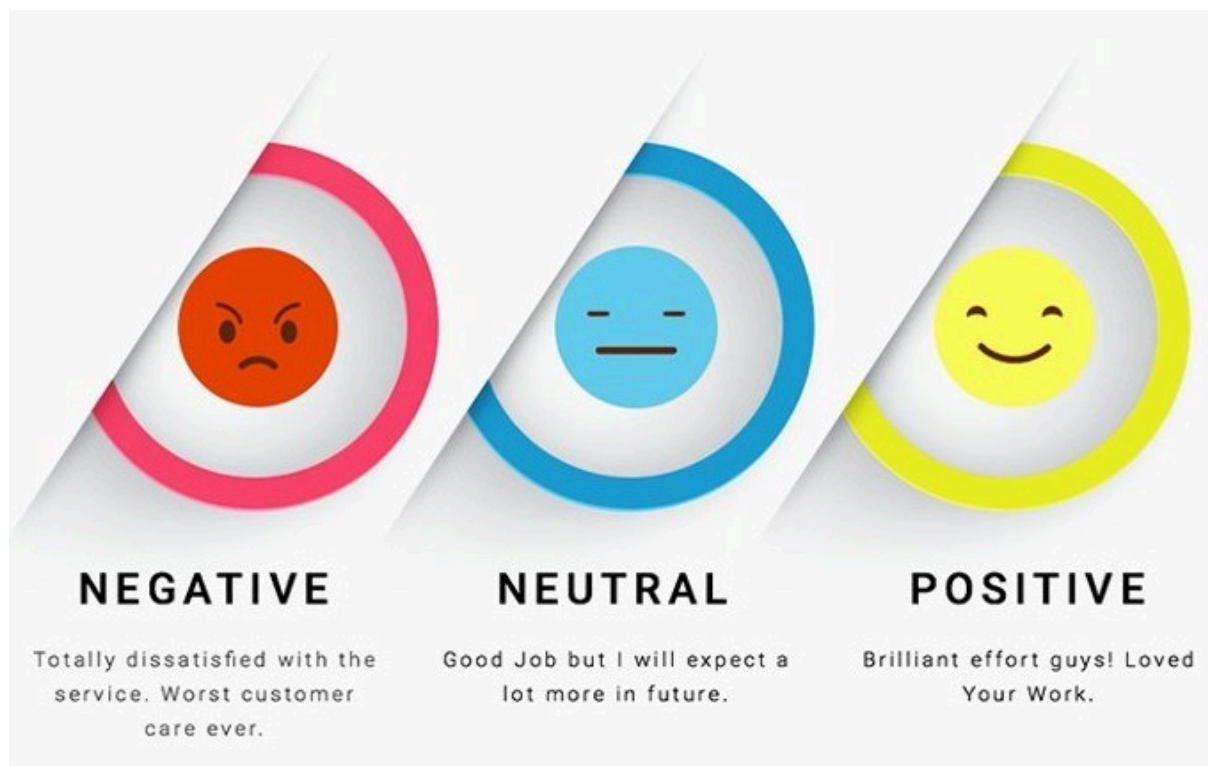 NEGATIVE
Totally dissatisfied with the
service. Worst customer
care ever.
NEUTRAL
Good Job but I will expect a
lot more in future.
POSITIVE
Brilliant effort guys! Loved
Your Work.